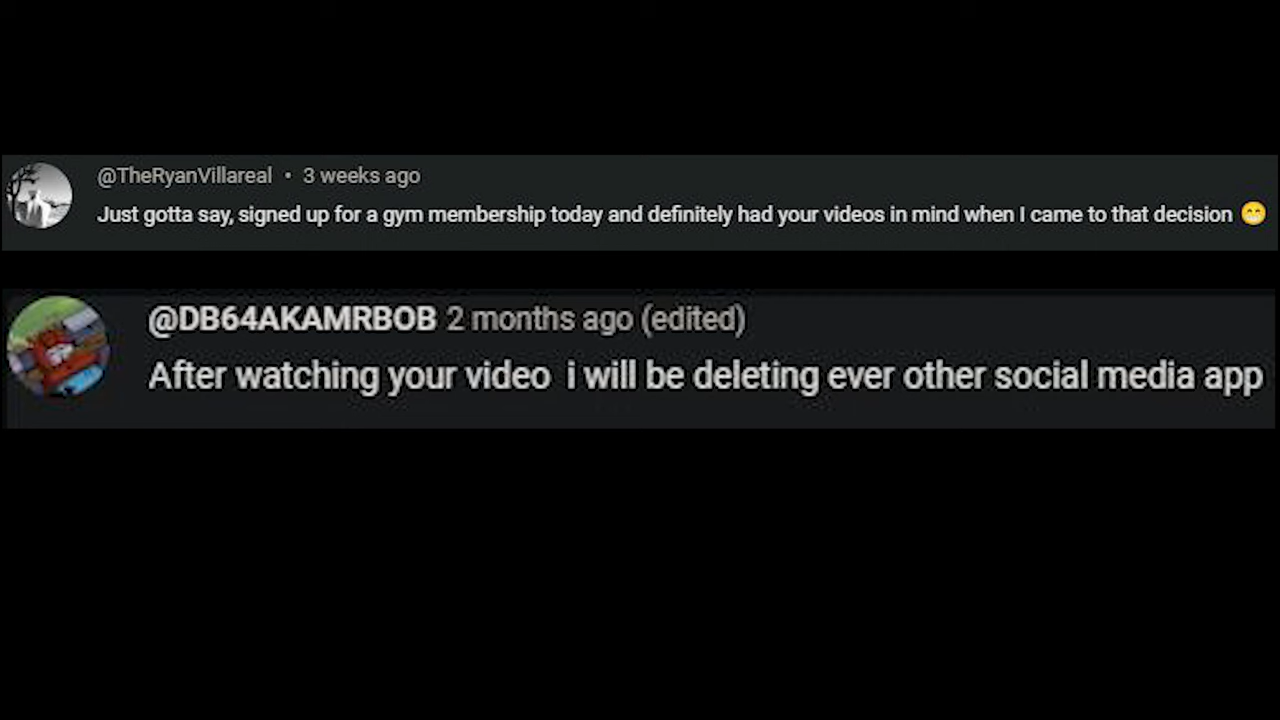 @TheRyanVillareal • 3 weeks ago
Just gotta say, signed up for a gym membership today and definitely had your videos in mind when I came to that decision 😁
@DB64AKAMRBOB 2 months ago (edited)
After watching your video i will be deleting ever other social media app